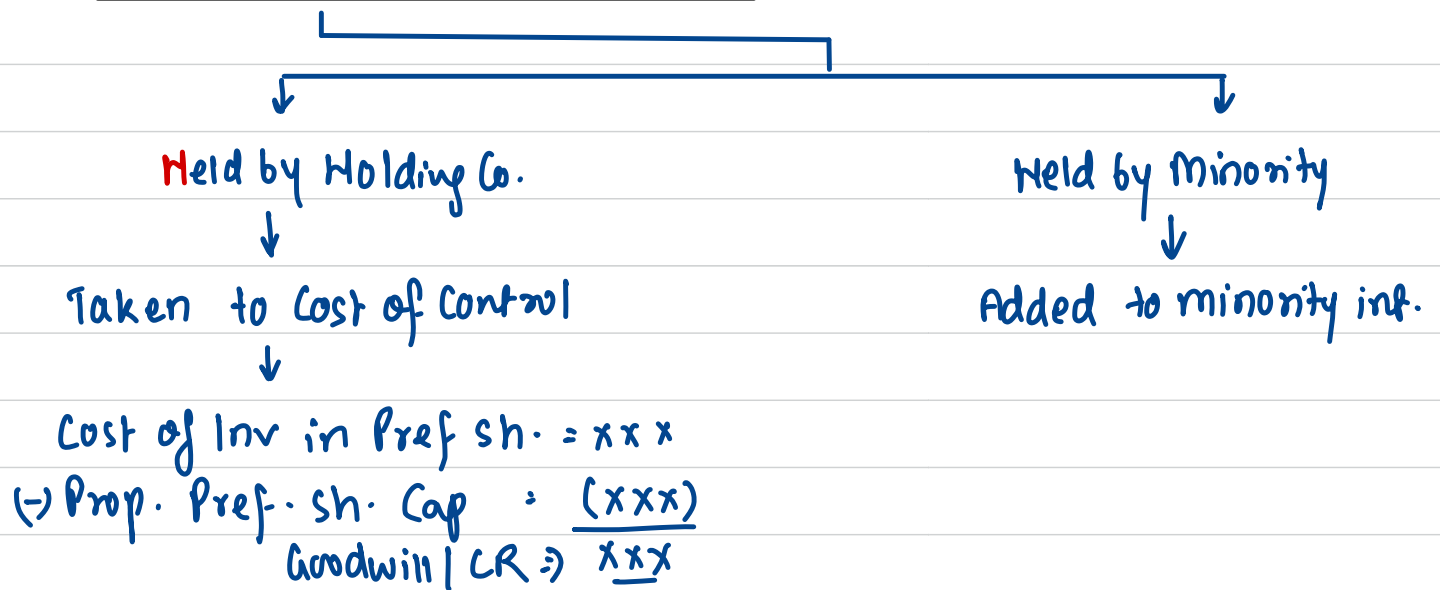 Held by Holding Co.
Held by Minority
Taken to Cost of Control
Added to minority int.
Cost of Inv in Pref sh. = xxx
(-) Prop. Pref. sh. Cap : (xxx)
Goodwill | CR => xxx